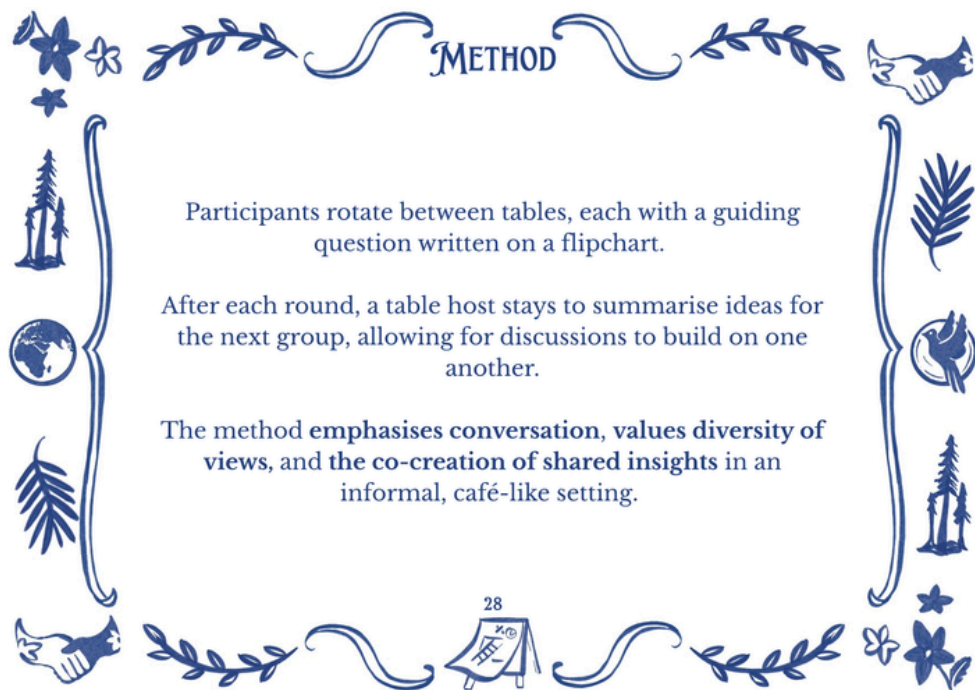 METHOD
Participants rotate between tables, each with a guiding
question written on a flipchart.
After each round, a table host stays to summarise ideas for
the next group, allowing for discussions to build on one
another.
The method emphasises conversation, values diversity of
views, and the co-creation of shared insights in an
informal, café-like setting.
28